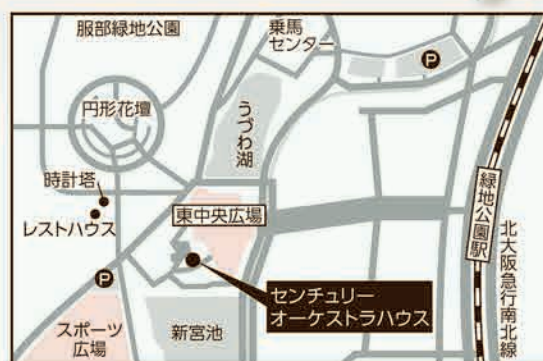 服部緑地公園
乗馬
センター
P
円形花壇
うづわ湖
時計塔
レストハウス
東中央広場
緑地公園駅
北大阪急行南北線
P
センチュリー
オーケストラハウス
スポーツ
広場
新宮池